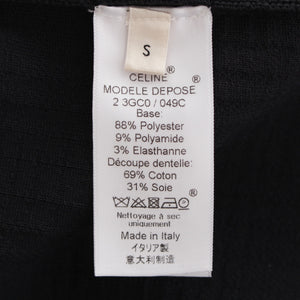 S
CELINE®
MODELE DEPOSE®
2 3GC0 / 049C
Base:
88% Polyester
9% Polyamide
3% Elasthanne
Découpe dentelle:
69% Coton
31% Soie
Nettoyage à sec
uniquement
Made in Italy
イタリア製
意大利制造